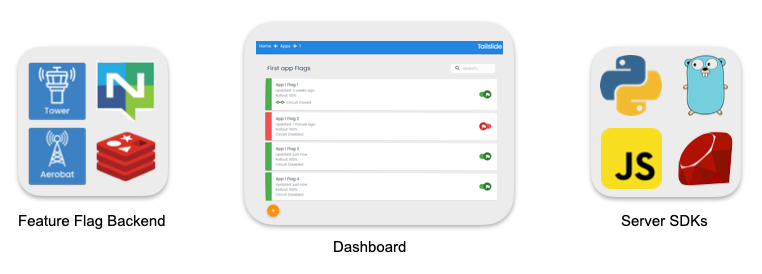 Tower
Aerobat
Feature Flag Backend
Home
Apps
1
Tailslide
First app Flags
Search...
App 1 Flag 1
Updated: 3 weeks ago
Rollout: 100%
Circuit Closed
App 1 Flag 2
Updated: 1 minute ago
Rollout: 100%
Circuit Disabled
App 1 Flag 3
Updated: just now
Rollout: 100%
Circuit Disabled
App 1 Flag 4
Updated: just now
Rollout: 100%
Circuit Disabled
+
Dashboard
JS
Server SDKs